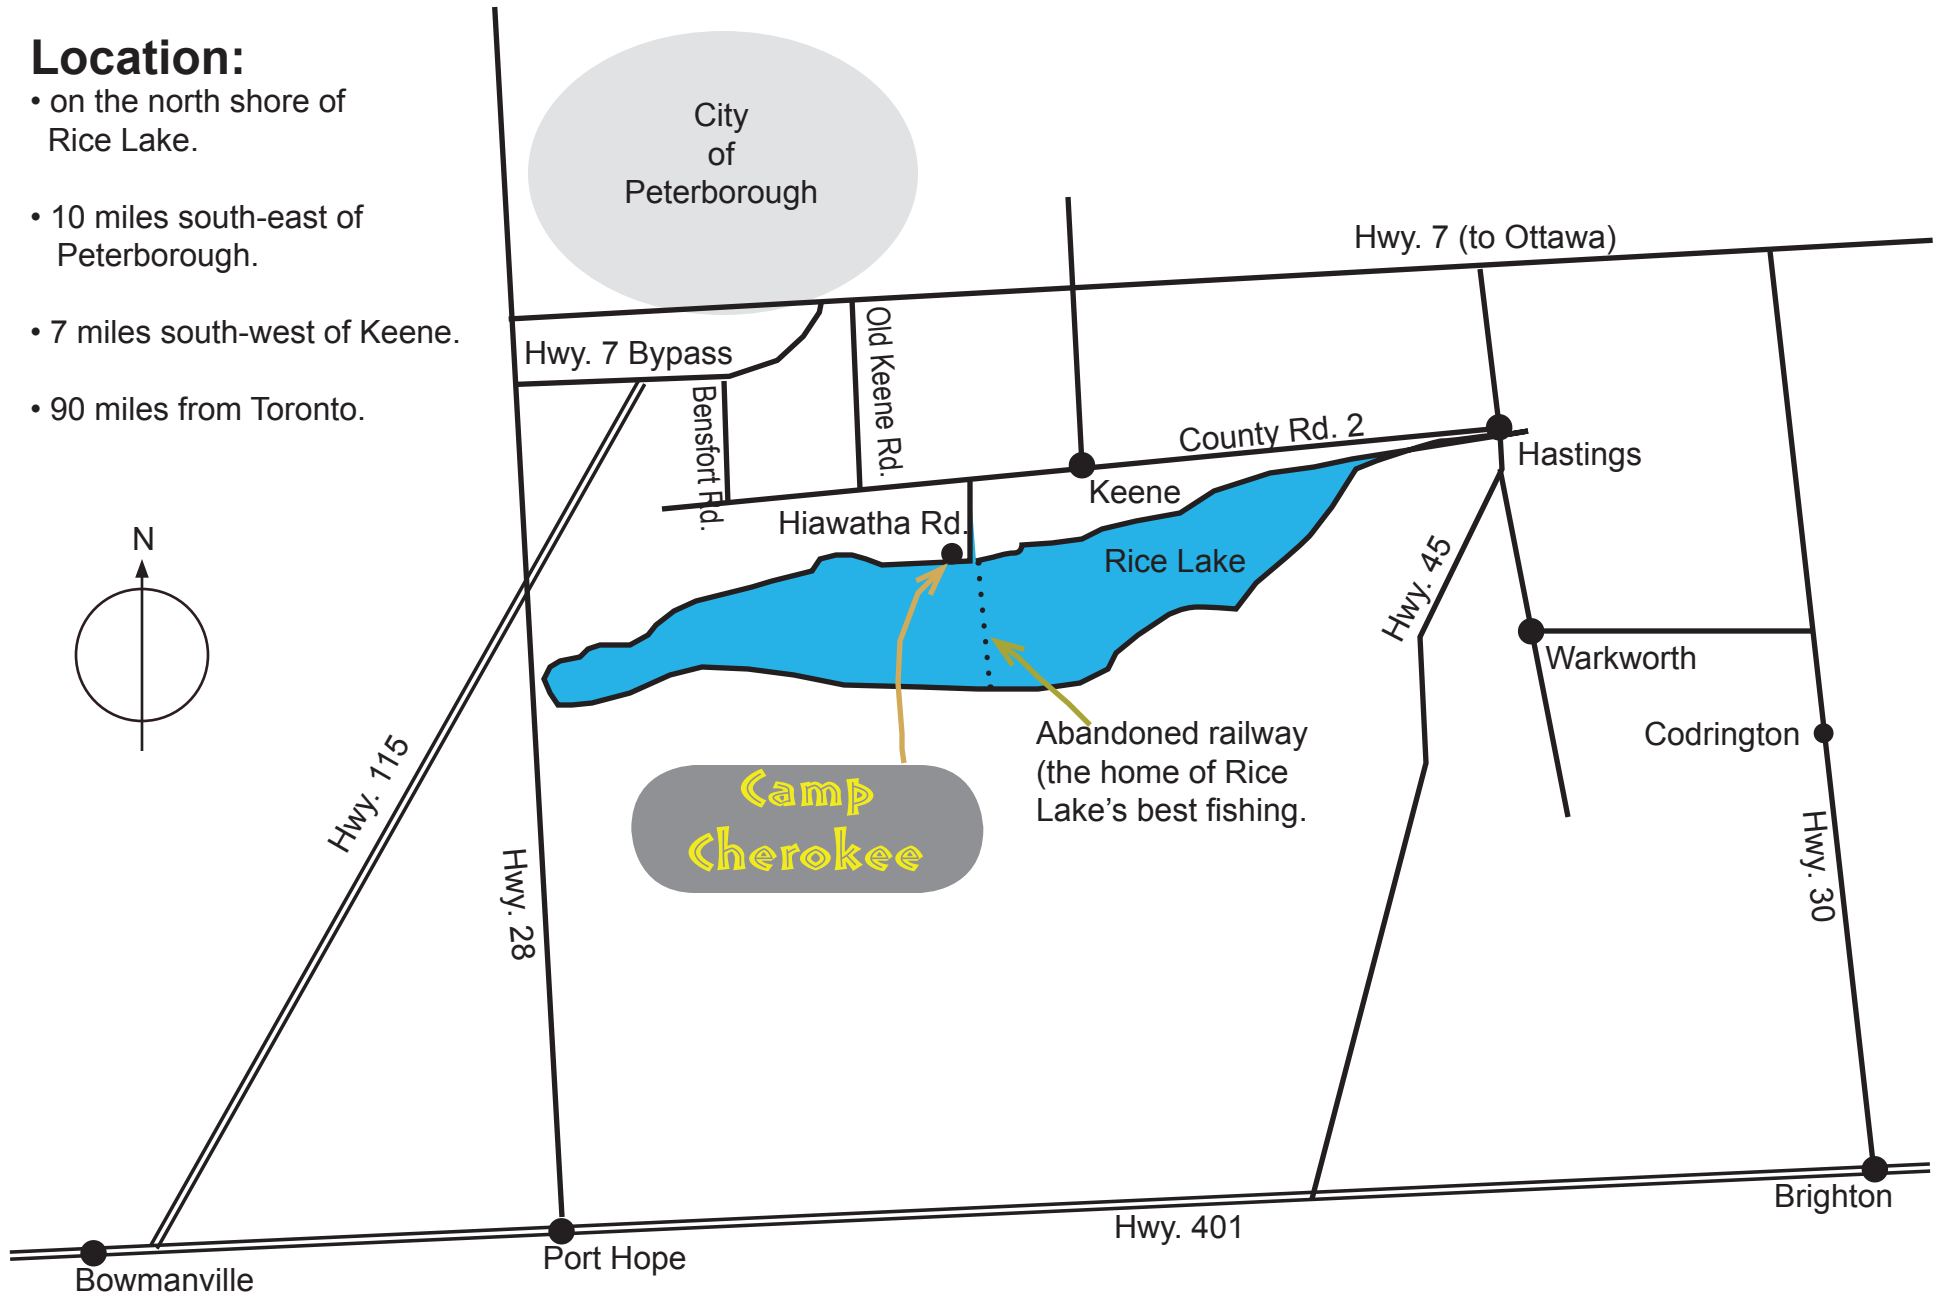 Location:
• on the north shore of
Rice Lake.
• 10 miles south-east of
Peterborough.
• 7 miles south-west of Keene.
• 90 miles from Toronto.
City
of
Peterborough
Hwy. 7 (to Ottawa)
Hwy. 7 Bypass
Old Keene Rd.
Bensfort Rd.
County Rd. 2
Hastings
Keene
Hiawatha Rd.
N
Rice Lake
Hwy. 45
Warkworth
Abandoned railway
(the home of Rice
Lake’s best fishing.
Codrington
Hwy. 115
Camp
Cherokee
Hwy. 28
Hwy. 30
Brighton
Hwy. 401
Port Hope
Bowmanville